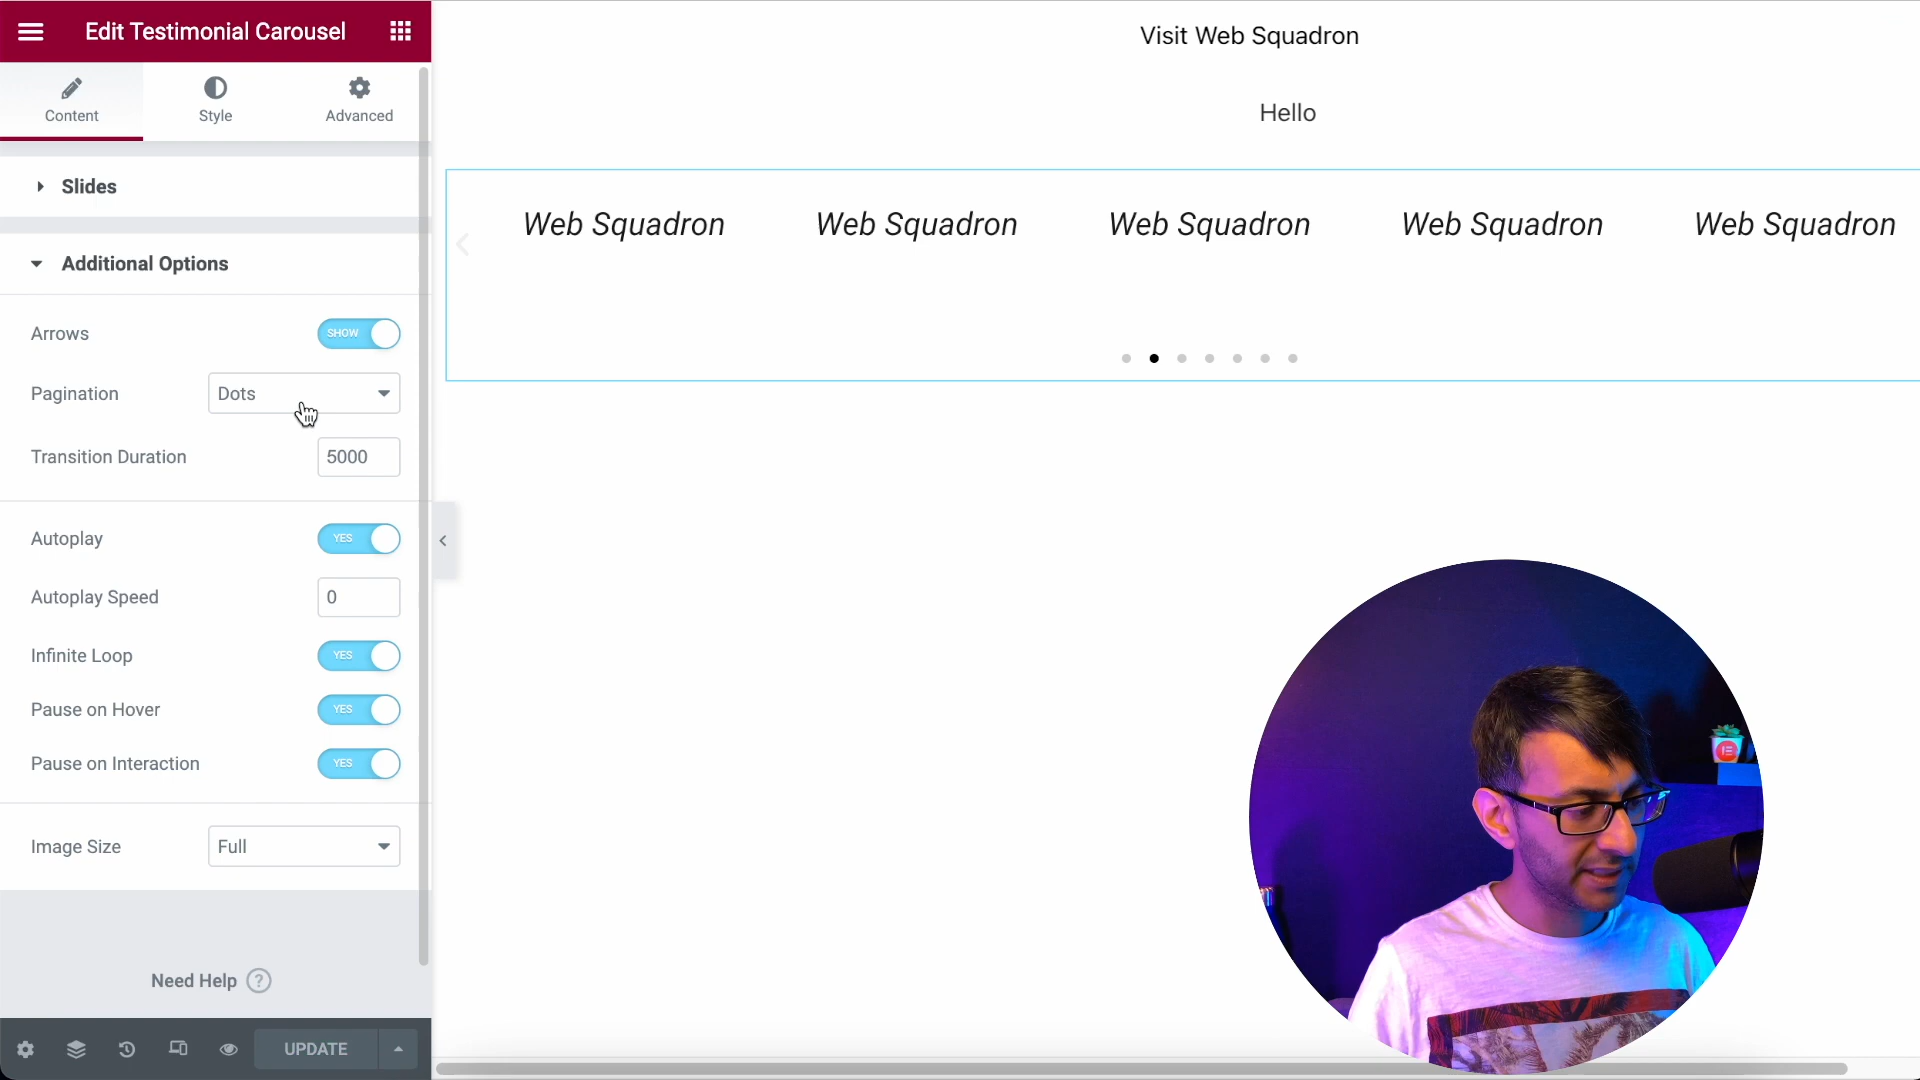 Edit Testimonial Carousel
Visit Web Squadron
Content
Style
Advanced
Hello
Slides
Web Squadron
Web Squadron
Web Squadron
Web Squadron
Web Squadron
Additional Options
Arrows
SHOW
Pagination
Dots
Transition Duration
5000
Autoplay
YES
Autoplay Speed
0
Infinite Loop
YES
Pause on Hover
YES
Pause on Interaction
YES
Image Size
Full
Need Help ?
UPDATE